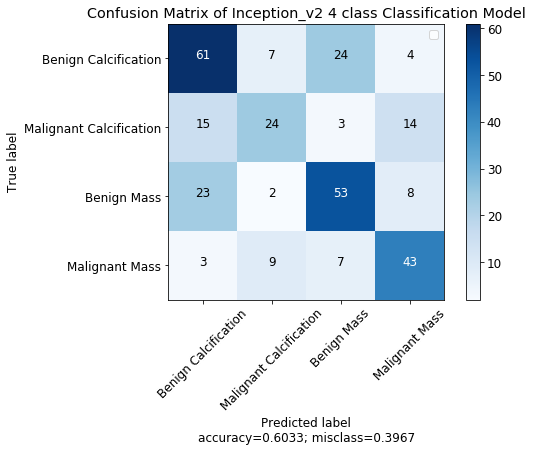 Confusion Matrix of Inception_v2 4 class Classification Model
Benign Calcification 61 7 24 4
Malignant Calcification 15 24 3 14
Benign Mass 23 2 53 8
Malignant Mass 3 9 7 43
True label
60
50
40
30
20
10
Benign Calcification
Malignant Calcification
Benign Mass
Malignant Mass
Predicted label
accuracy=0.6033; misclass=0.3967